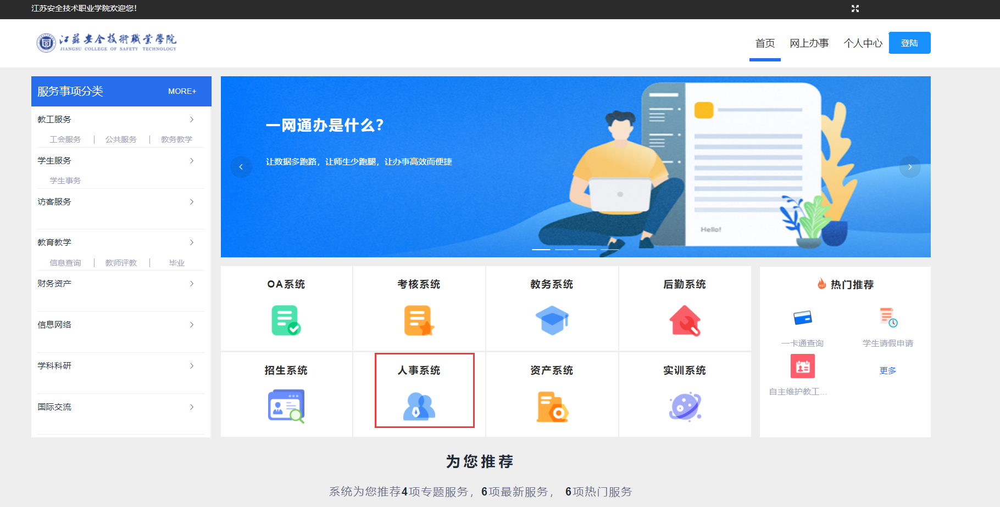 江苏安全技术职业学院欢迎您!
江苏安全技術職業學院
JIANGSU COLLEGE OF SAFETY TECHNOLOGY
首页 网上办事 个人中心 登陆
服务事项分类 MORE+
教工服务
工会服务 公共服务 教务教学
学生服务
学生事务
访客服务
教育教学
信息查询 教师评教 毕业
财务资产
信息网络
学科科研
国际交流
一网通办是什么?
让数据多跑路，让师生少跑腿，让办事高效而便捷
Hello!
OA系统 考核系统 教务系统 后勤系统
招生系统 人事系统 资产系统 实训系统
HOT 热门推荐
一卡通查询 学生请假申请
更多
自主维护教工...
为您推荐
系统为您推荐4项专题服务，6项最新服务， 6项热门服务